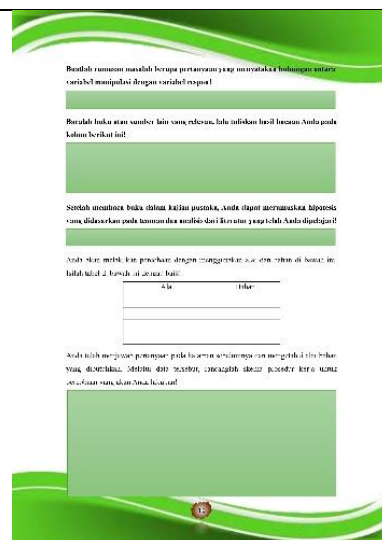 Buatlah rumusan masalah berupa pertanyaan yang menyatakan hubungan antara
variabel manipulasi dengan variabel respon!
Bacalah buku atau sumber lain yang relevan, lalu tuliskan hasil bacaan Anda pada
kolom berikut ini!
Setelah membaca buku dalam kajian pustaka, Anda dapat merumuskan hipotesis
yang didasarkan pada temuan dan analisis dari literatur yang telah Anda dipelajari!
Anda akan melakukan percobaan dengan menggunakan alat dan bahan di bawah ini.
Isilah tabel di bawah ini dengan baik!
Alat Bahan
Anda telah menjawab pertanyaan pada halaman sebelumnya dan mengetahui alat bahan
yang dibutuhkan. Melalui data tersebut, rancanglah skema prosedur kerja untuk
percobaan yang akan Anda lakukan!